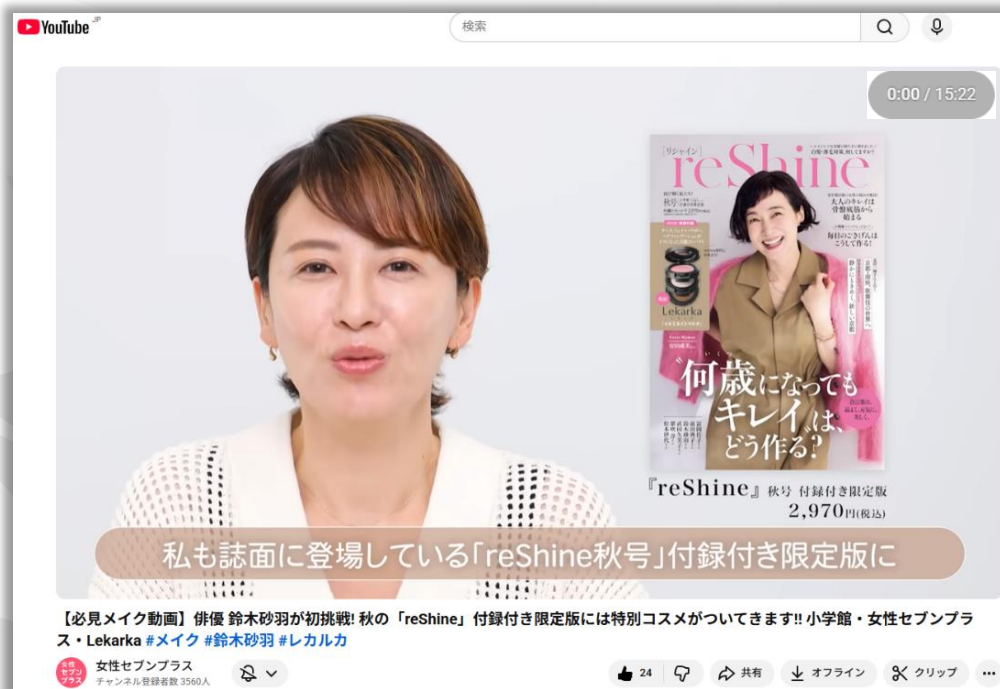 YouTube JP
検索
0:00 / 15:22
[リシャイン]
reShine
秋号
大人のキレイは
骨盤底筋から
始まる
毎日のごきげんは
こうして作る!
Lekarka
"何歳になっても
キレイ"は、
どう作る?
『reShine』秋号 付録付き限定版
2,970円(税込)
私も誌面に登場している「reShine秋号」付録付き限定版に
【必見メイク動画】俳優 鈴木砂羽が初挑戦! 秋の「reShine」付録付き限定版には特別コスメがついてきます!! 小学館・女性セブンプラ
ス・Lekarka #メイク #鈴木砂羽 #レカルカ
女性
セブン
プラス
女性セブンプラス
チャンネル登録者数 3560人
24
共有
オフライン
クリップ